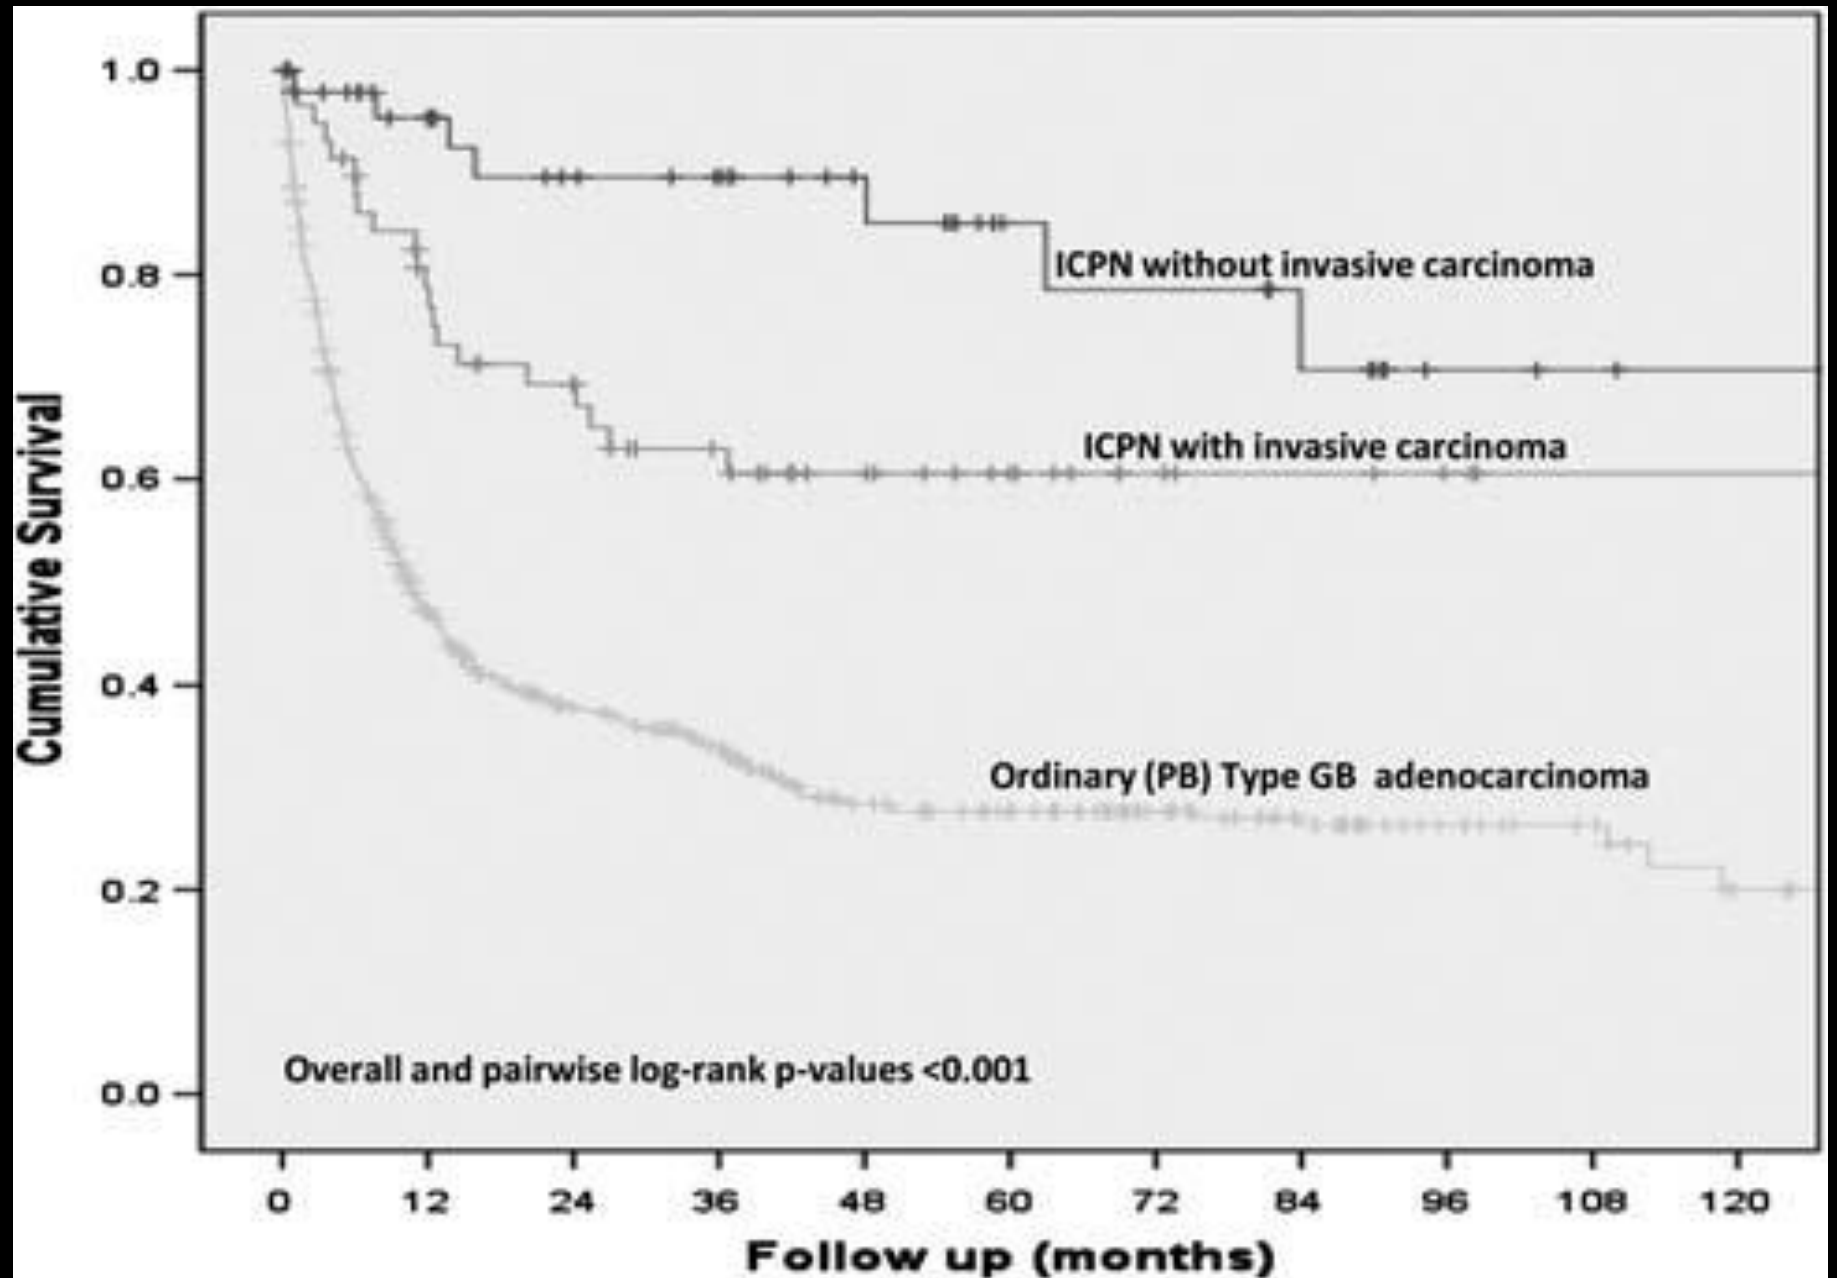 Cumulative Survival
1.0
0.8
0.6
0.4
0.2
0.0
ICPN without invasive carcinoma
ICPN with invasive carcinoma
Ordinary (PB) Type GB adenocarcinoma
Overall and pairwise log-rank p-values <0.001
0 12 24 36 48 60 72 84 96 108 120
Follow up (months)